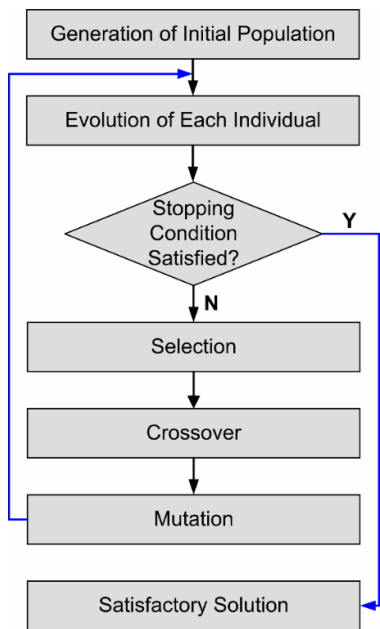 Generation of Initial Population
Evolution of Each Individual
Stopping
Condition
Satisfied?
Y
N
Selection
Crossover
Mutation
Satisfactory Solution